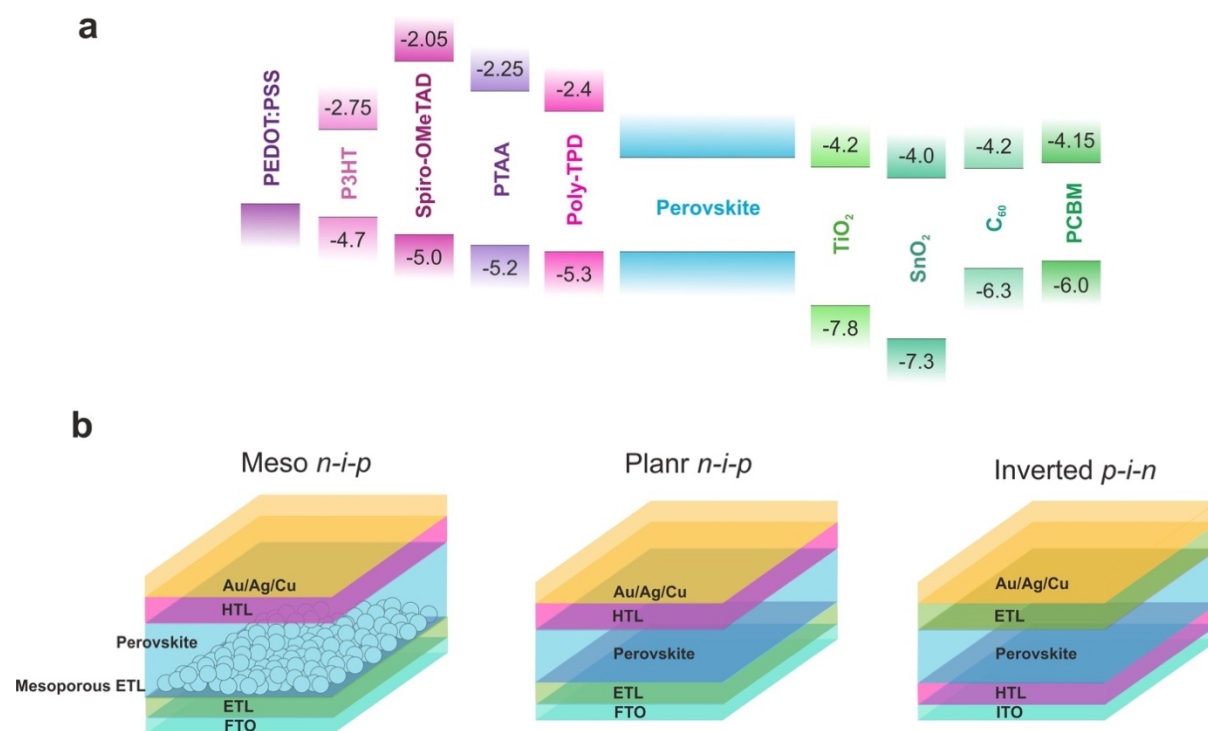 a
PEDOT:PSS
-2.75
P3HT
-4.7
-2.05
Spiro-OMeTAD
-5.0
-2.25
PTAA
-5.2
-2.4
Poly-TPD
-5.3
Perovskite
-4.2
TiO₂
-7.8
-4.0
SnO₂
-7.3
-4.2
C₆₀
-6.3
-4.15
PCBM
-6.0
b
Meso n-i-p
Au/Ag/Cu
HTL
Perovskite
Mesoporous ETL
ETL
FTO
Planr n-i-p
Au/Ag/Cu
HTL
Perovskite
ETL
FTO
Inverted p-i-n
Au/Ag/Cu
ETL
Perovskite
HTL
ITO